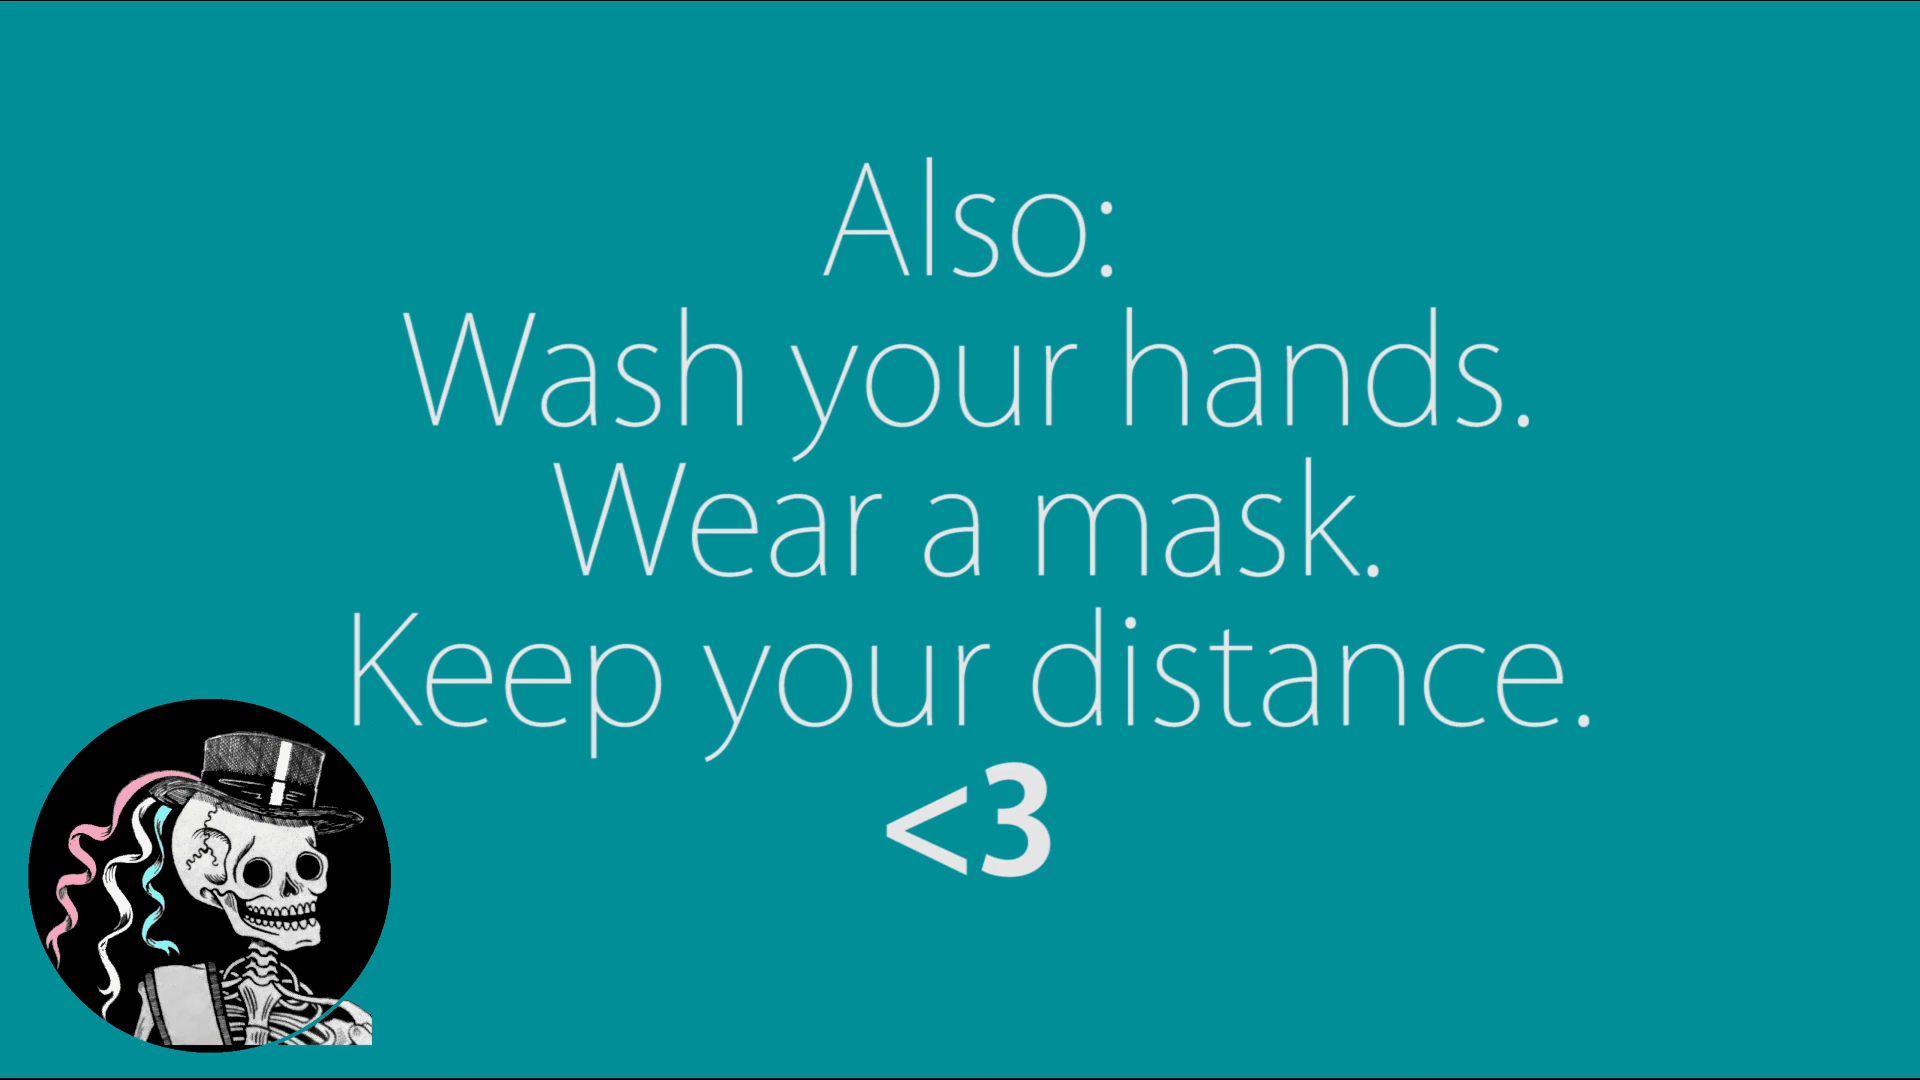 Also:
Wash your hands.
Wear a mask.
Keep your distance.
<3